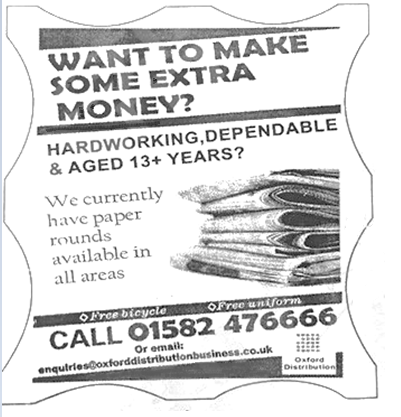 WANT TO MAKE
SOME EXTRA
MONEY?
HARDWORKING,DEPENDABLE
& AGED 13+ YEARS?
We currently
have paper
rounds
available in
all areas
Free bicycle Free uniform
CALL 01582 476666
Or email:
enquiries@oxforddistributionbusiness.co.uk
Oxford
Distribution